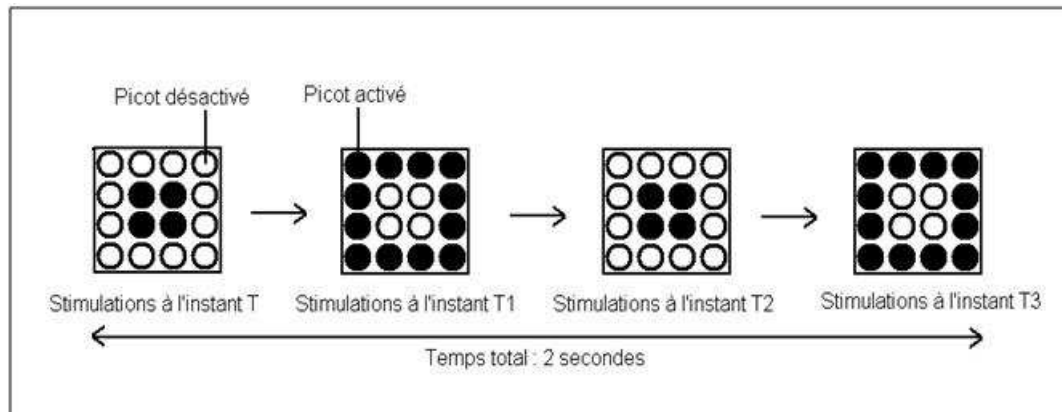 Picot désactivé
Picot activé
Stimulations à l'instant T
Stimulations à l'instant T1
Stimulations à l'instant T2
Stimulations à l'instant T3
Temps total : 2 secondes